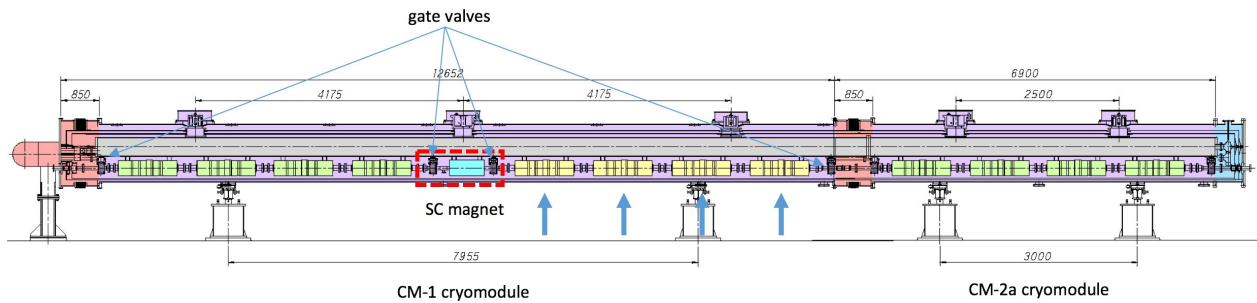 gate valves
12652
6900
850
4175
4175
850
2500
SC magnet
7955
3000
CM-1 cryomodule
CM-2a cryomodule